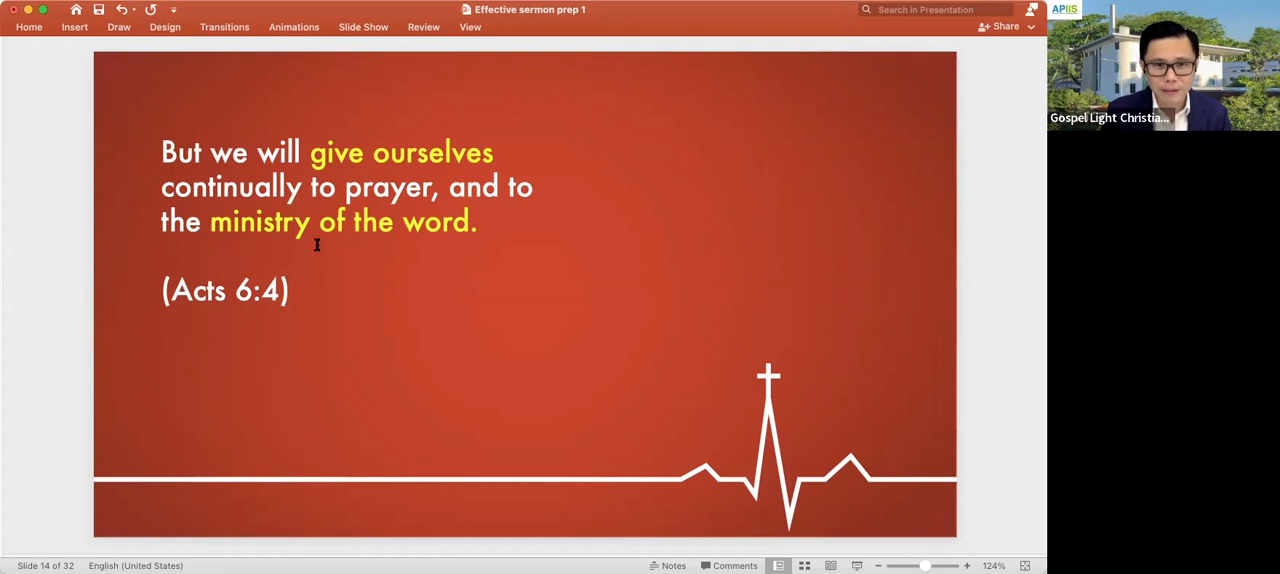 Effective sermon prep 1
Search in Presentation
Home Insert Draw Design Transitions Animations Slide Show Review View
Share
APIIS
Gospel Light Christia...
But we will give ourselves
continually to prayer, and to
the ministry of the word.
(Acts 6:4)
Slide 14 of 32 English (United States) Notes Comments 124%